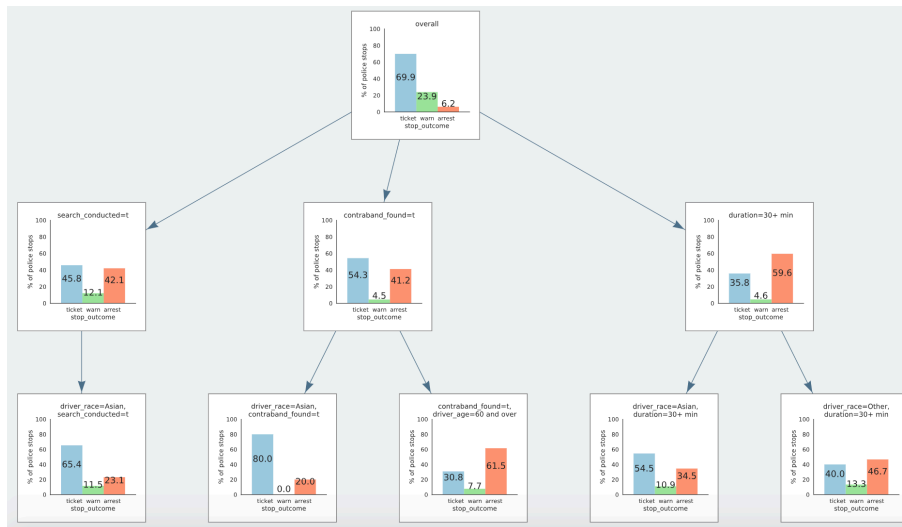 overall
% of police stops
100
80
60
40
20
0
69.9
23.9
6.2
ticket warn arrest
stop_outcome
search_conducted=t
% of police stops
100
80
60
40
20
0
45.8
12.1
42.1
ticket warn arrest
stop_outcome
contraband_found=t
% of police stops
100
80
60
40
20
0
54.3
4.5
41.2
ticket warn arrest
stop_outcome
duration=30+ min
% of police stops
100
80
60
40
20
0
35.8
4.6
59.6
ticket warn arrest
stop_outcome
driver_race=Asian,
search_conducted=t
% of police stops
100
80
60
40
20
0
65.4
11.5
23.1
ticket warn arrest
stop_outcome
driver_race=Asian,
contraband_found=t
% of police stops
100
80
60
40
20
0
80.0
0.0
20.0
ticket warn arrest
stop_outcome
contraband_found=t,
driver_age=60 and over
% of police stops
100
80
60
40
20
0
30.8
7.7
61.5
ticket warn arrest
stop_outcome
driver_race=Asian,
duration=30+ min
% of police stops
100
80
60
40
20
0
54.5
10.9
34.5
ticket warn arrest
stop_outcome
driver_race=Other,
duration=30+ min
% of police stops
100
80
60
40
20
0
40.0
13.3
46.7
ticket warn arrest
stop_outcome